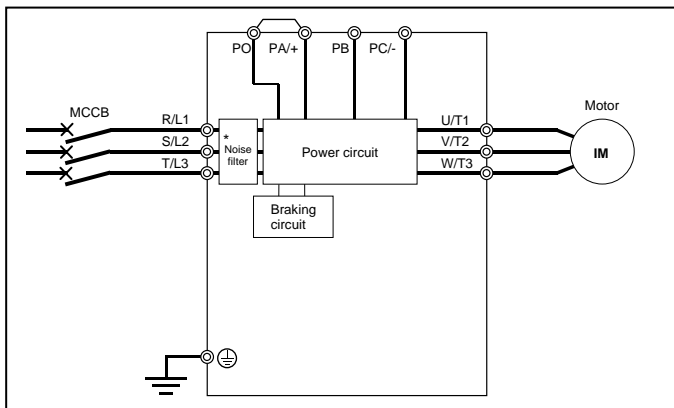 PO PA/+ PB PC/-
MCCB
Motor
R/L1
S/L2
T/L3
*
Noise
filter
Power circuit
U/T1
V/T2
W/T3
IM
Braking
circuit